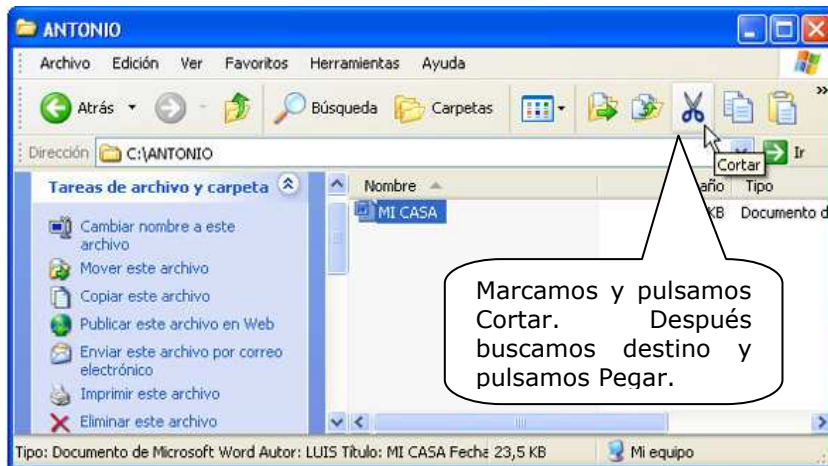 ANTONIO
Archivo Edición Ver Favoritos Herramientas Ayuda
Atrás Búsqueda Carpetas »
Dirección C:\ANTONIO Ir
Cortar
Tareas de archivo y carpeta
Cambiar nombre a este
archivo
Mover este archivo
Copiar este archivo
Publicar este archivo en Web
Enviar este archivo por correo
electrónico
Imprimir este archivo
Eliminar este archivo
Nombre año Tipo
MI CASA KB Documento d
Marcamos y pulsamos
Cortar. Después
buscamos destino y
pulsamos Pegar.
Tipo: Documento de Microsoft Word Autor: LUIS Título: MI CASA Fecha 23,5 KB Mi equipo